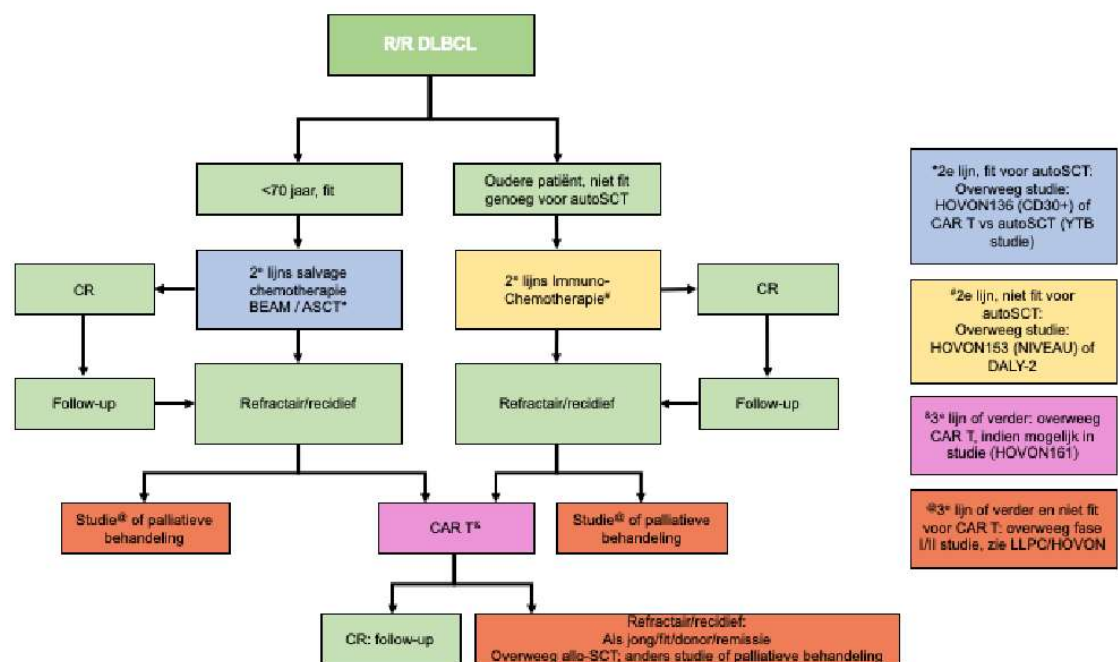 R/R DLBCL
<70 jaar, fit
Oudere patiënt, niet fit
genoeg voor autoSCT
CR
2ᵉ lijns salvage
chemotherapie
BEAM / ASCT*
2ᵉ lijns Immuno-
Chemotherapie#
CR
Follow-up
Refractair/recidief
Refractair/recidief
Follow-up
Studie@ of palliatieve
behandeling
CAR T&
Studie@ of palliatieve
behandeling
CR: follow-up
Refractair/recidief:
Als jong/fit/donor/remissie
Overweeg allo-SCT; anders studie of palliatieve behandeling
*2e lijn, fit voor autoSCT:
Overweeg studie:
HOVON136 (CD30+) of
CAR T vs autoSCT (YTB
studie)
#2e lijn, niet fit voor
autoSCT:
Overweeg studie:
HOVON153 (NIVEAU) of
DALY-2
&3ᵉ lijn of verder: overweeg
CAR T, indien mogelijk in
studie (HOVON161)
@3ᵉ lijn of verder en niet fit
voor CAR T: overweeg fase
I/II studie, zie LLPC/HOVON